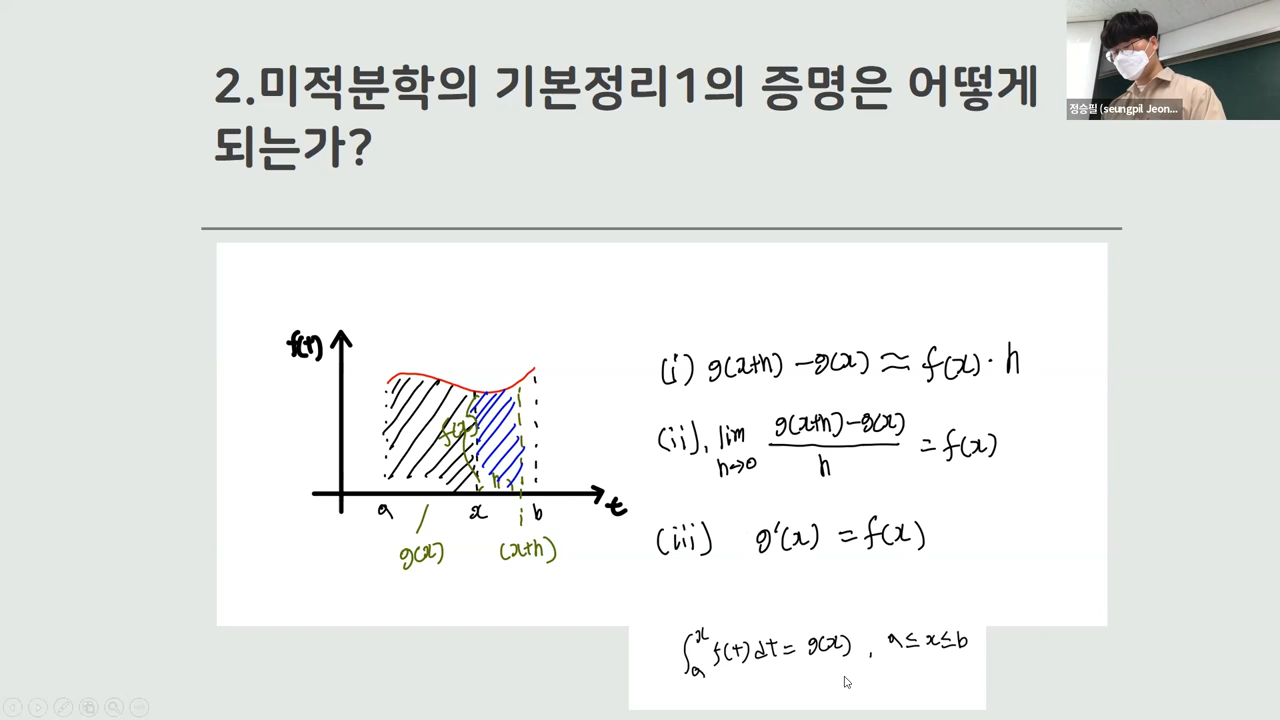 2.미적분학의 기본정리1의 증명은 어떻게
되는가?
정승필 (seungpil Jeon...
f(t)
f(x)
h
a
x
b
t
g(x)
(x+h)
(i) g(x+h) -g(x) ≈ f(x)·h
(ii). lim h→0 g(x+h)-g(x) / h = f(x)
(iii) g'(x) = f(x)
∫ₐˣ f(t)dt = g(x) , a ≤ x ≤ b